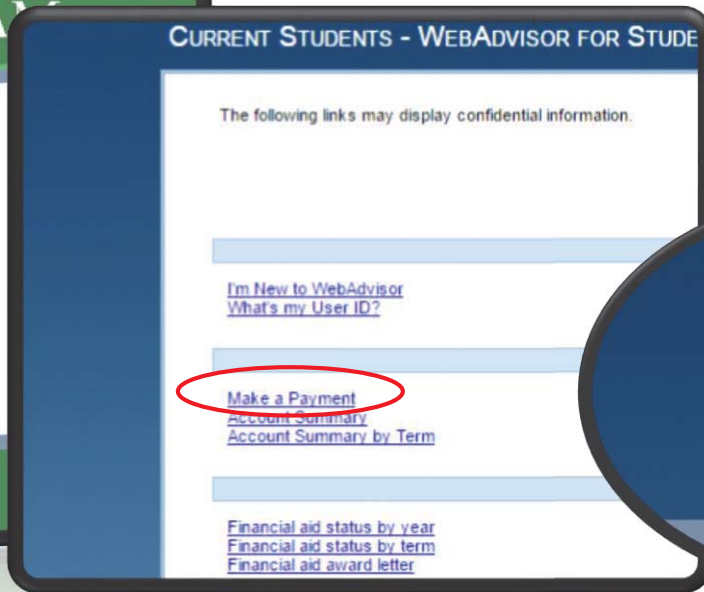 CURRENT STUDENTS - WEBADVISOR FOR STUDE
The following links may display confidential information.
I'm New to WebAdvisor
What's my User ID?
Make a Payment
Account Summary
Account Summary by Term
Financial aid status by year
Financial aid status by term
Financial aid award letter